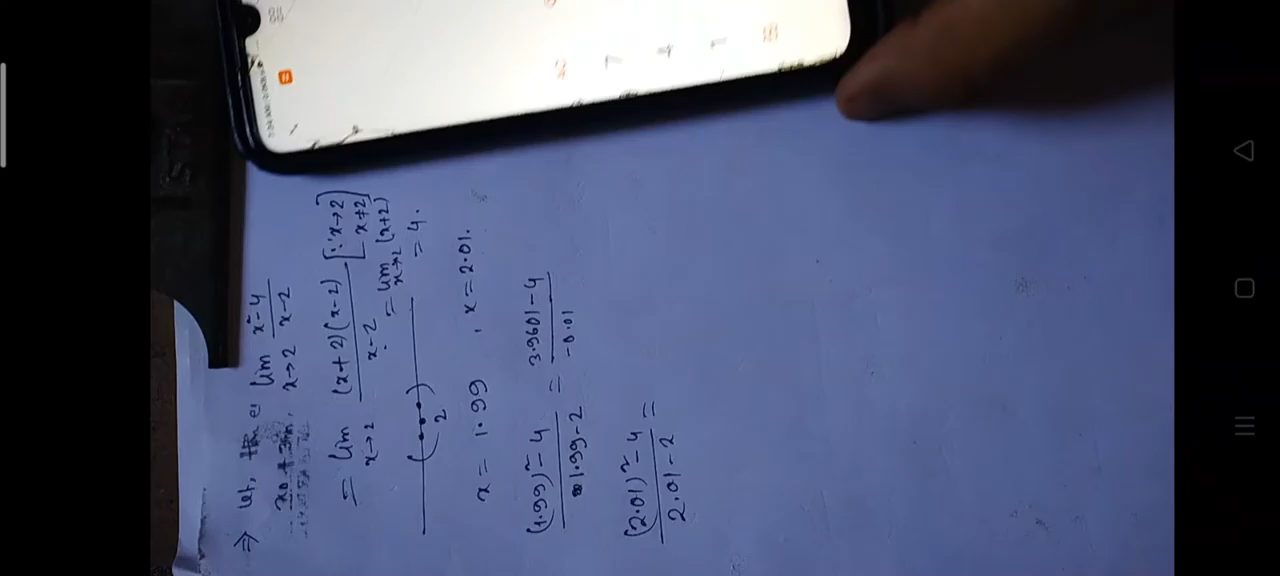 ⇒ Let, lim x→2 (x²-4)/(x-2)
= lim x→2 ((x+2)(x-2))/(x-2) [∵ x→2 x≠2]
= lim x→2 (x+2)
= 4.
( )
2
x = 1.99 , x = 2.01.
((1.99)²-4)/(1.99-2) = (3.9601-4)/(-0.01)
((2.01)²-4)/(2.01-2) =